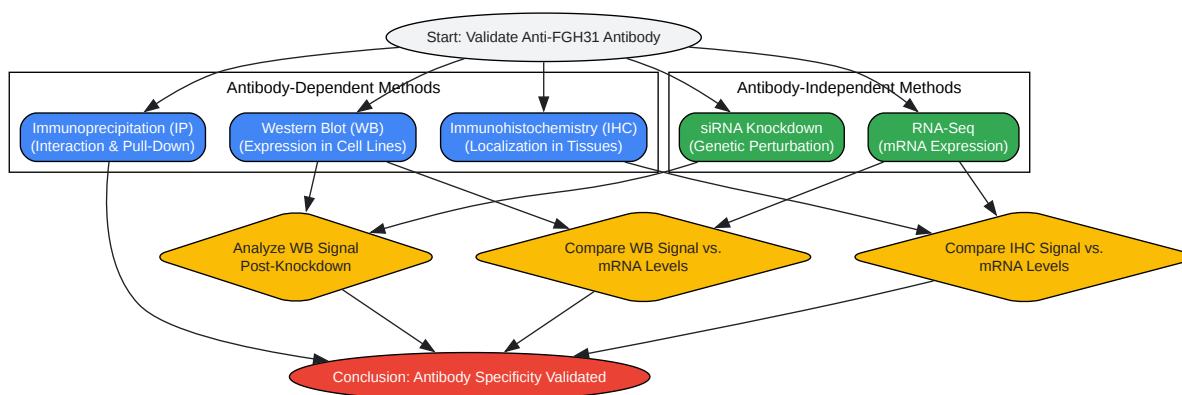 Start: Validate Anti-FGH31 Antibody
Antibody-Dependent Methods
Antibody-Independent Methods
Immunoprecipitation (IP)
(Interaction & Pull-Down)
Western Blot (WB)
(Expression in Cell Lines)
Immunohistochemistry (IHC)
(Localization in Tissues)
siRNA Knockdown
(Genetic Perturbation)
RNA-Seq
(mRNA Expression)
Analyze WB Signal
Post-Knockdown
Compare WB Signal vs.
mRNA Levels
Compare IHC Signal vs.
mRNA Levels
Conclusion: Antibody Specificity Validated